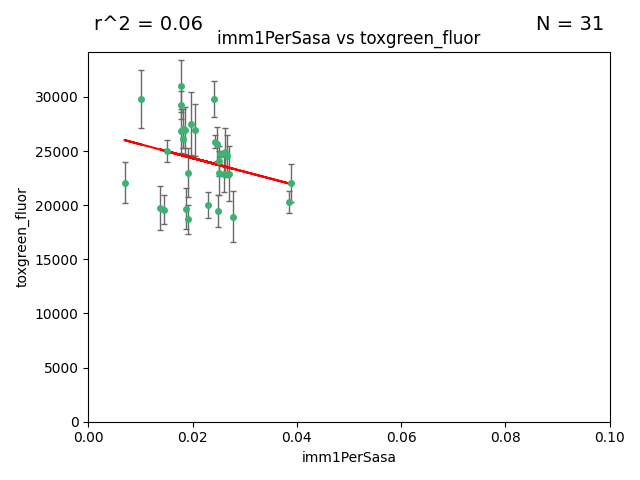 r^2 = 0.06
N = 31
imm1PerSasa vs toxgreen_fluor
toxgreen_fluor
30000
25000
20000
15000
10000
5000
0
0.00
0.02
0.04
0.06
0.08
0.10
imm1PerSasa